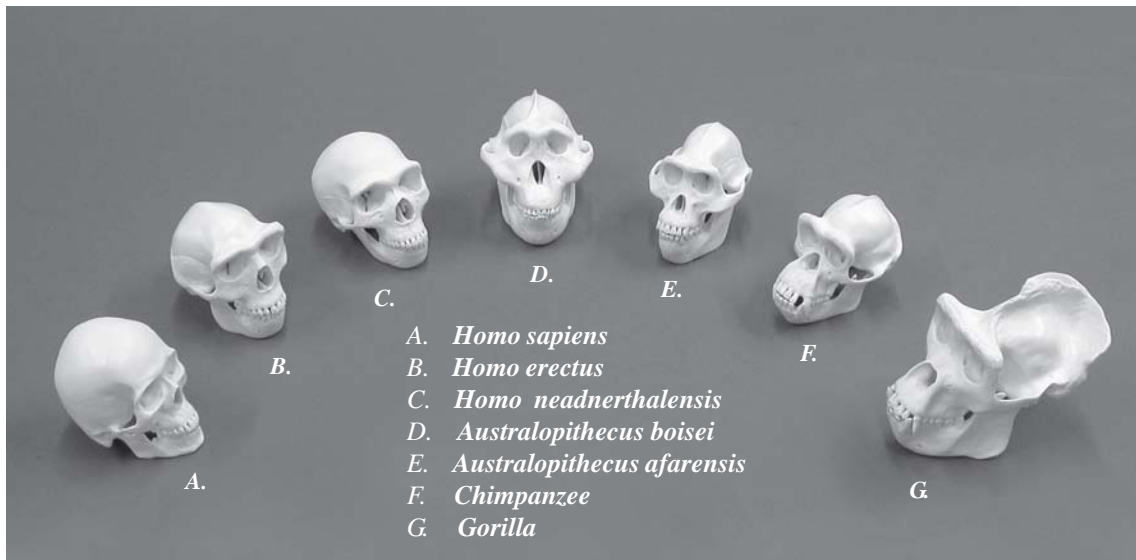 D.
E.
C.
A. Homo sapiens
B. Homo erectus
C. Homo neadnerthalensis
D. Australopithecus boisei
E. Australopithecus afarensis
F. Chimpanzee
G. Gorilla
B.
F.
A.
G.